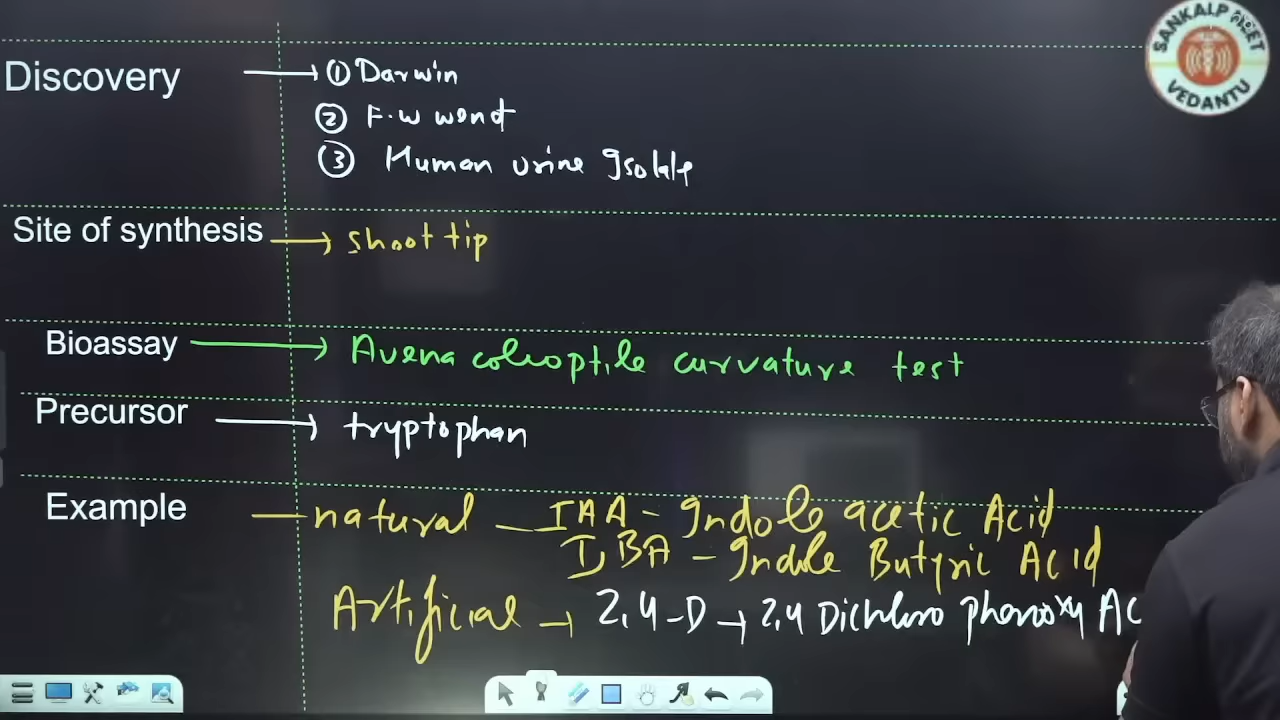 SANKALP NEET
VEDANTU
Discovery → ① Darwin
② F.W Went
③ Human urine Isolate
Site of synthesis → shoot tip
Bioassay → Avena coleoptile curvature test
Precursor → tryptophan
Example — natural — IAA - Indole acetic Acid
IBA - Indole Butyric Acid
Artificial → 2,4-D → 2,4 Dichloro phenoxy Ac